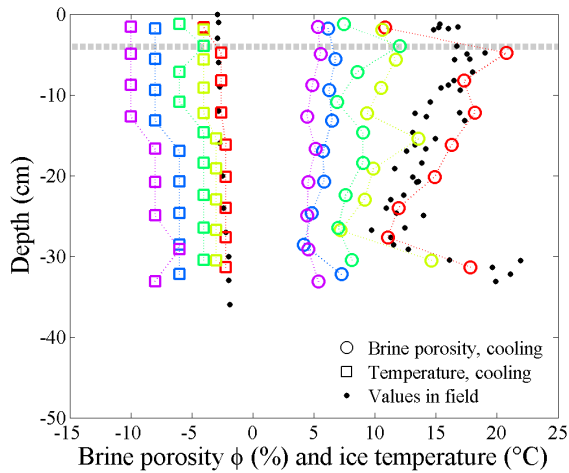 0
-10
-20
-30
-40
-50
Depth (cm)
Brine porosity, cooling
Temperature, cooling
Values in field
-15 -10 -5 0 5 10 15 20 25
Brine porosity ϕ (%) and ice temperature (°C)